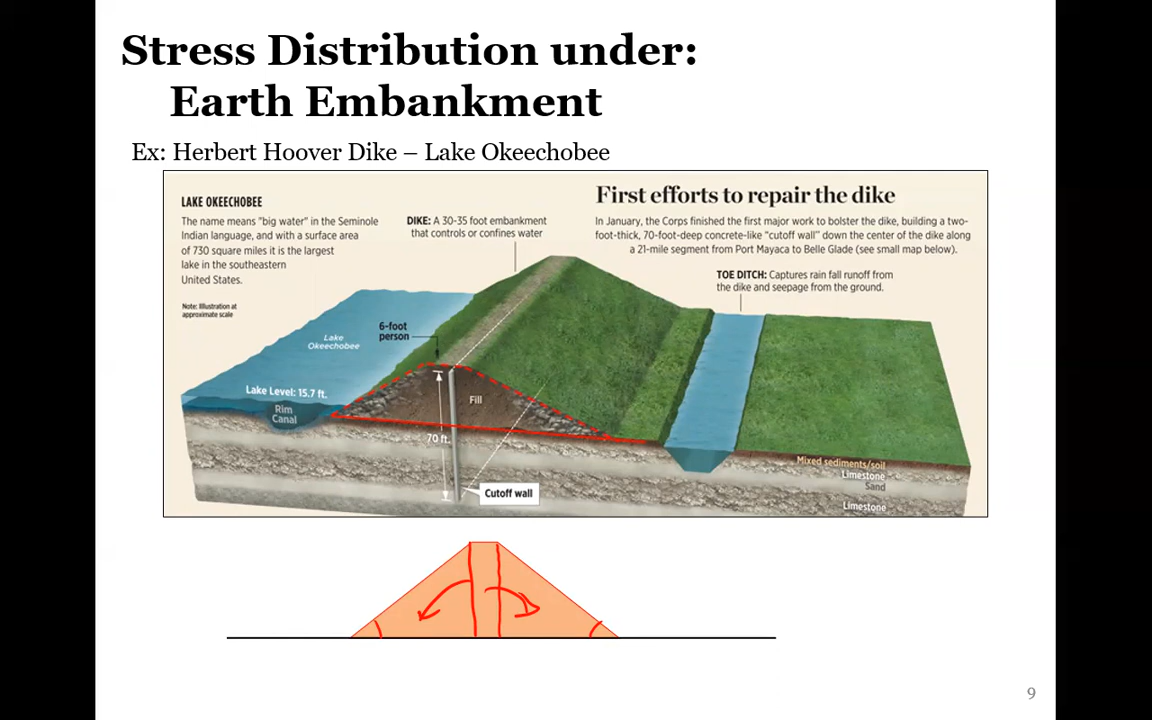 Stress Distribution under:
Earth Embankment
Ex: Herbert Hoover Dike – Lake Okeechobee
LAKE OKEECHOBEE
The name means "big water" in the Seminole
Indian language, and with a surface area
of 730 square miles it is the largest
lake in the southeastern
United States.
Note: Illustration at
approximate scale
DIKE: A 30-35 foot embankment
that controls or confines water
First efforts to repair the dike
In January, the Corps finished the first major work to bolster the dike, building a two-
foot-thick, 70-foot-deep concrete-like “cutoff wall” down the center of the dike along
a 21-mile segment from Port Mayaca to Belle Glade (see small map below).
TOE DITCH: Captures rain fall runoff from
the dike and seepage from the ground.
6-foot
person
Lake
Okeechobee
Lake Level: 15.7 ft.
Rim
Canal
Fill
70 ft.
Cutoff wall
Mixed sediments/soil
Limestone
Sand
Limestone
9